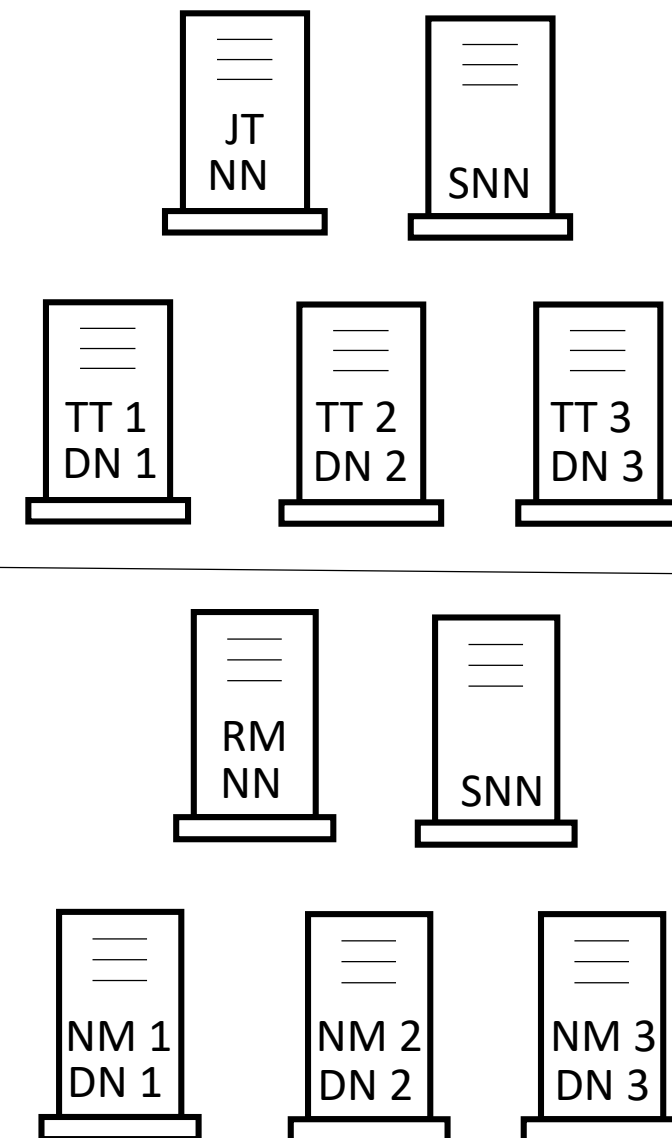 JT
NN
SNN
TT 1
DN 1
TT 2
DN 2
TT 3
DN 3
RM
NN
SNN
NM 1
DN 1
NM 2
DN 2
NM 3
DN 3